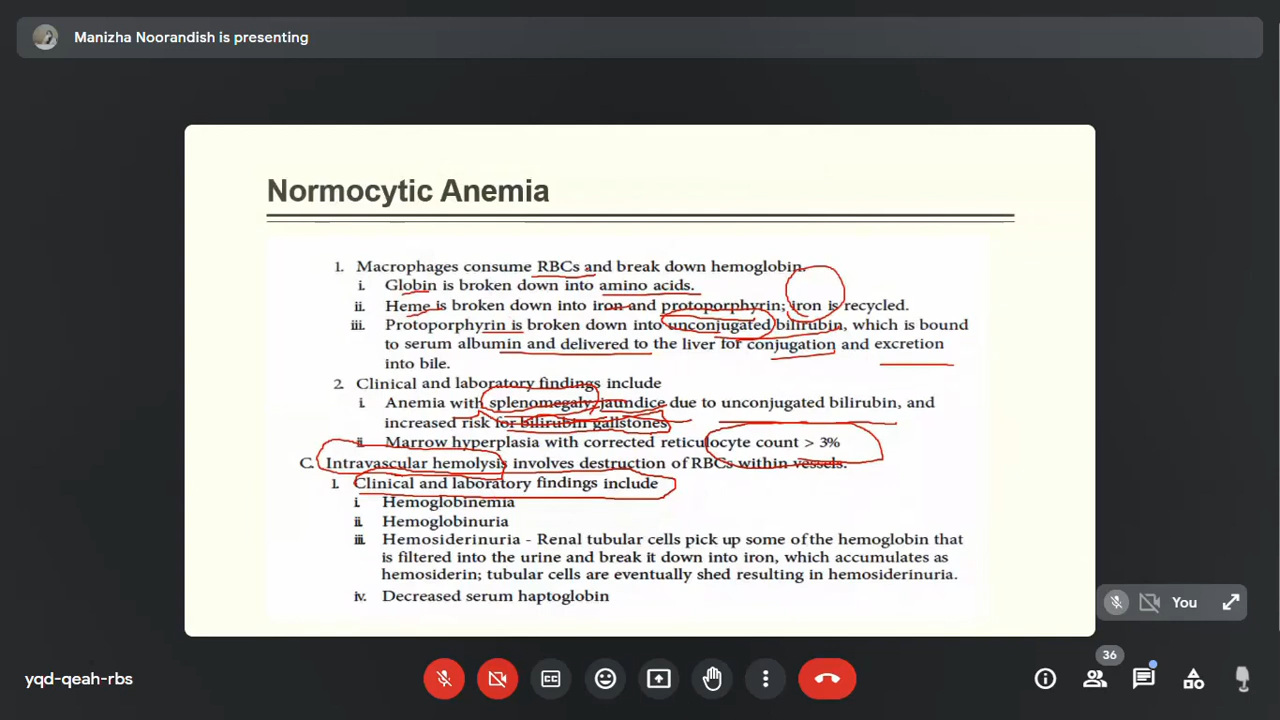 Manizha Noorandish is presenting
Normocytic Anemia
1. Macrophages consume RBCs and break down hemoglobin.
i. Globin is broken down into amino acids.
ii. Heme is broken down into iron and protoporphyrin; iron is recycled.
iii. Protoporphyrin is broken down into unconjugated bilirubin, which is bound
to serum albumin and delivered to the liver for conjugation and excretion
into bile.
2. Clinical and laboratory findings include
i. Anemia with splenomegaly, jaundice due to unconjugated bilirubin, and
increased risk for bilirubin gallstones
ii. Marrow hyperplasia with corrected reticulocyte count > 3%
C. Intravascular hemolysis involves destruction of RBCs within vessels.
1. Clinical and laboratory findings include
i. Hemoglobinemia
ii. Hemoglobinuria
iii. Hemosiderinuria - Renal tubular cells pick up some of the hemoglobin that
is filtered into the urine and break it down into iron, which accumulates as
hemosiderin; tubular cells are eventually shed resulting in hemosiderinuria.
iv. Decreased serum haptoglobin
You
36
yqd-qeah-rbs
CC